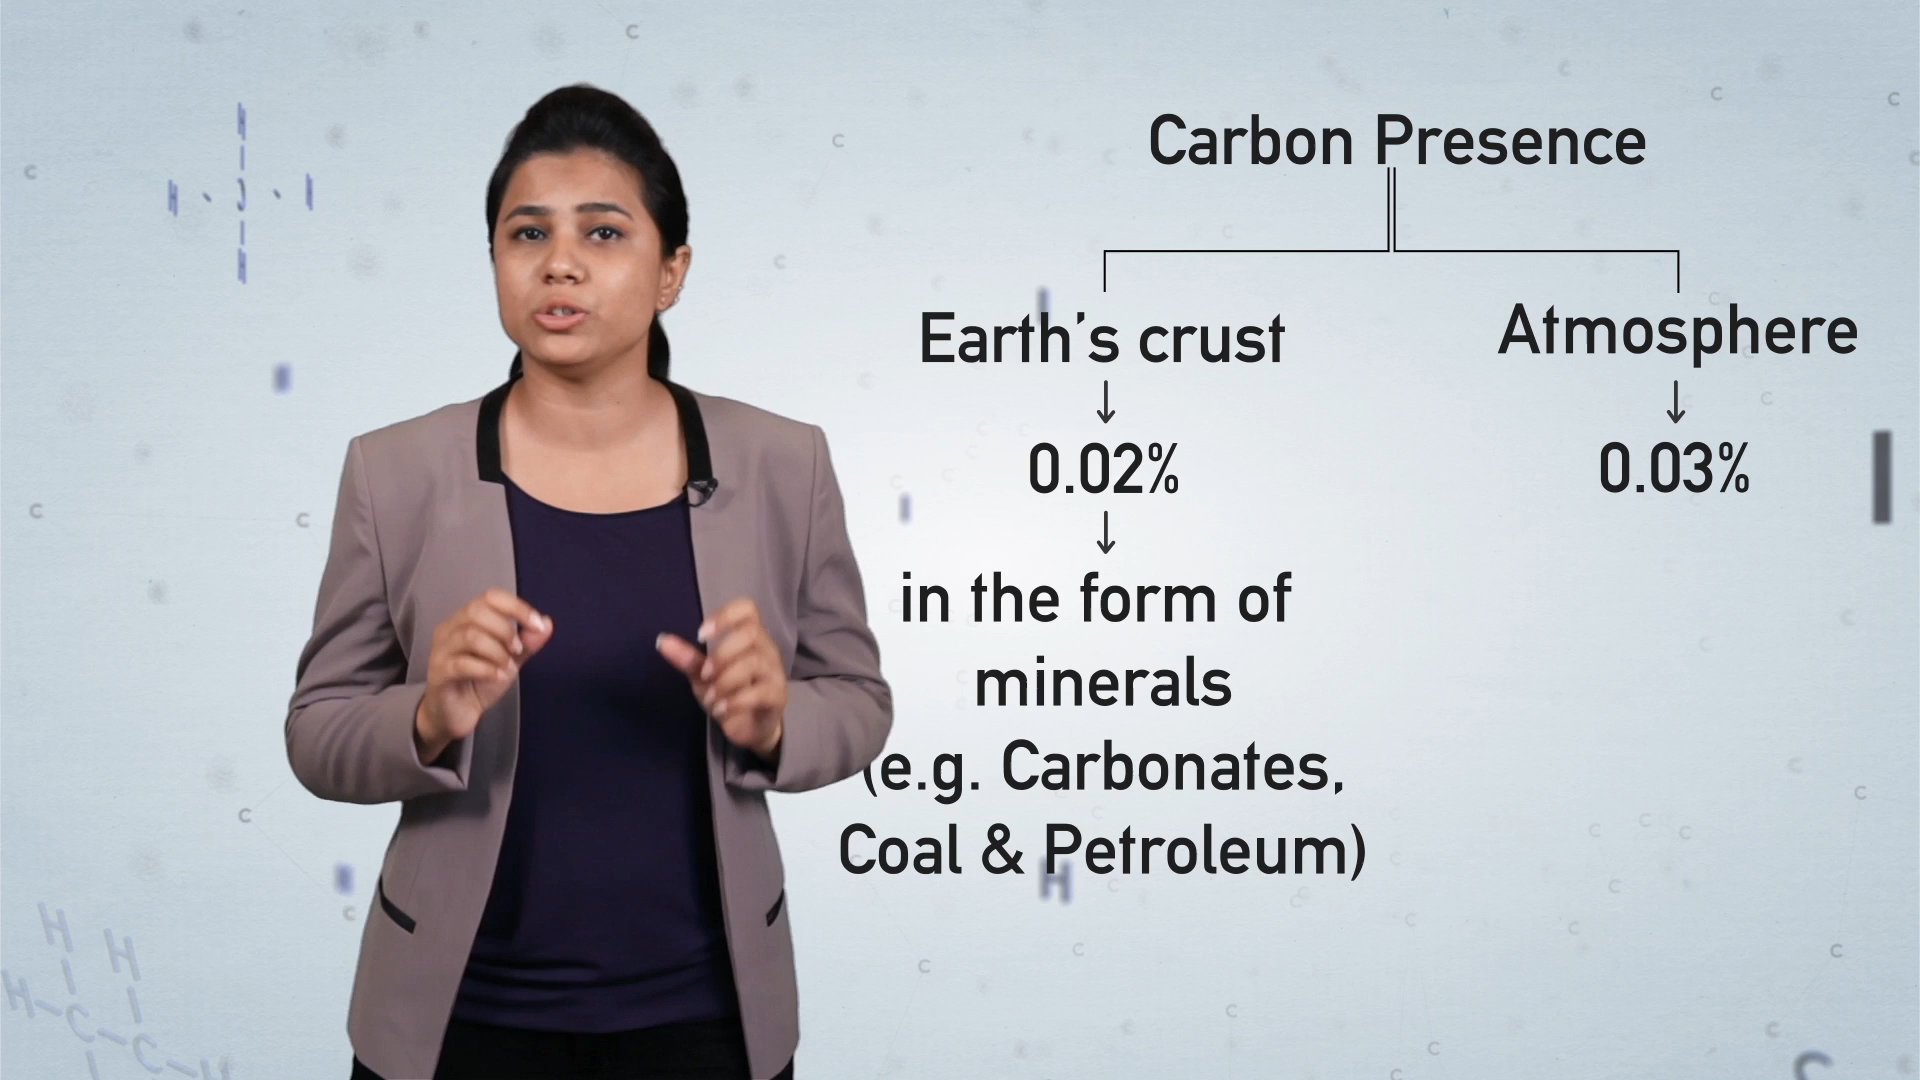 Carbon Presence
Earth's crust
Atmosphere
0.02%
0.03%
in the form of
minerals
(e.g. Carbonates,
Coal & Petroleum)